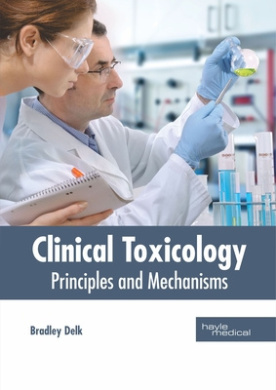 Clinical Toxicology
Principles and Mechanisms
Bradley Delk
hayle
medical